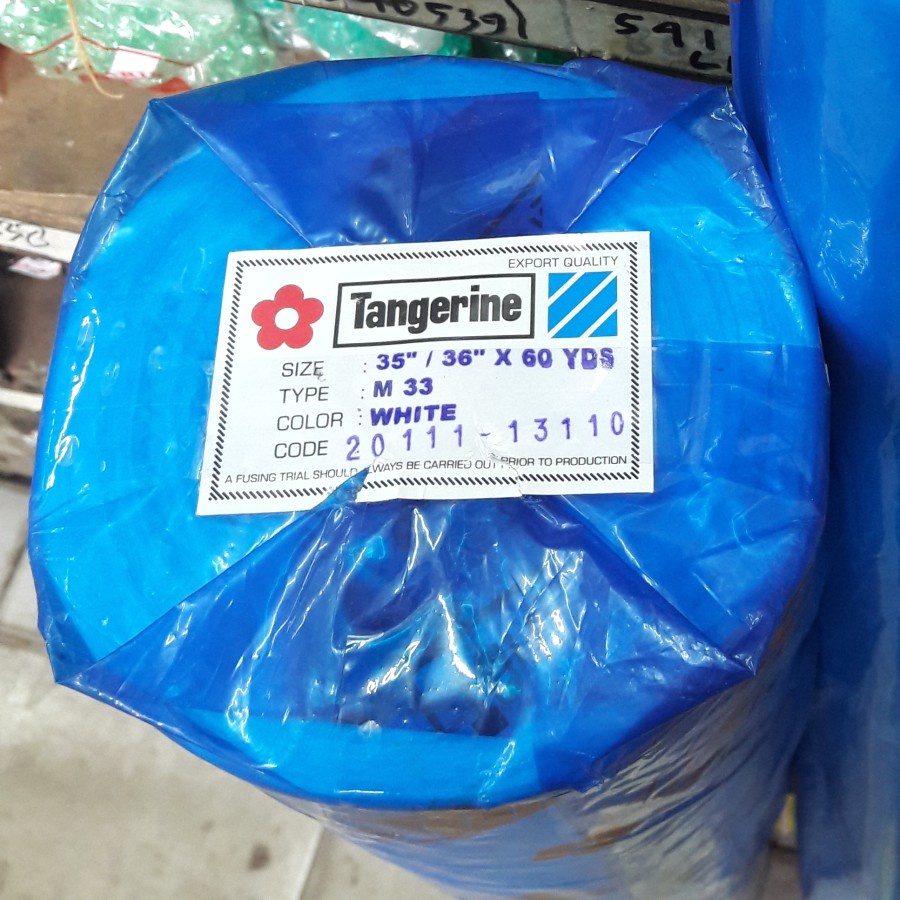 591
EXPORT QUALITY
Tangerine
SIZE : 35" / 36" X 60 YDS
TYPE : M 33
COLOR : WHITE
CODE 20111-13110
A FUSING TRIAL SHOULD BE CARRIED OUT PRIOR TO PRODUCTION